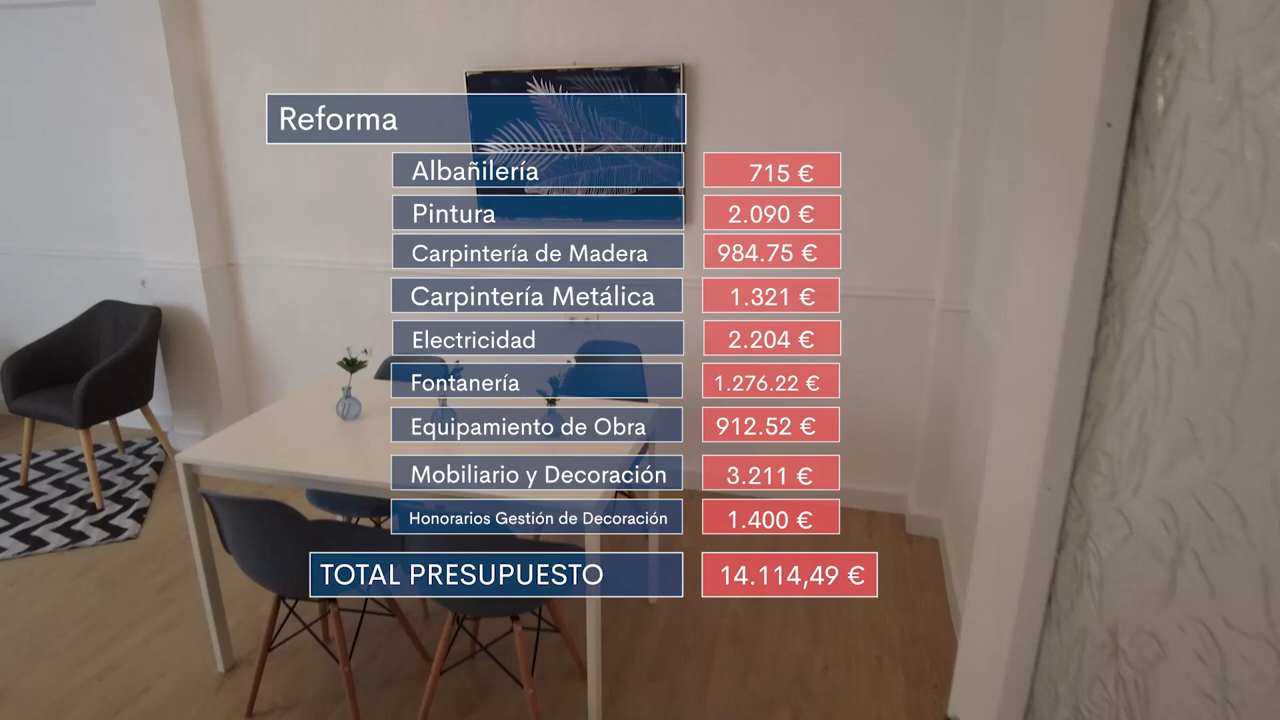 Reforma
Albañilería 715 €
Pintura 2.090 €
Carpintería de Madera 984.75 €
Carpintería Metálica 1.321 €
Electricidad 2.204 €
Fontanería 1.276.22 €
Equipamiento de Obra 912.52 €
Mobiliario y Decoración 3.211 €
Honorarios Gestión de Decoración 1.400 €
TOTAL PRESUPUESTO 14.114,49 €